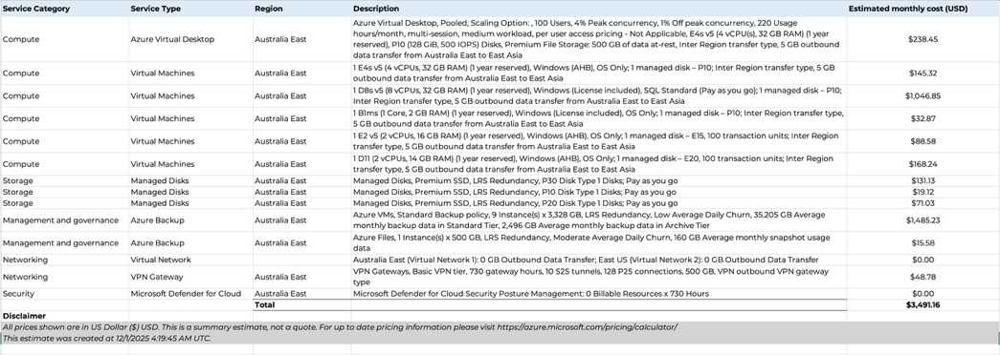 Service Category Service Type Region Description Estimated monthly cost (USD)
Azure Virtual Desktop, Pooled, Scaling Option: , 100 Users, 4% Peak concurrency, 1% Off peak concurrency, 220 Usage
hours/month, multi-session, medium workload, per user access pricing - Not Applicable, E4s v5 (4 vCPU(s), 32 GB RAM) (1 year
Compute Azure Virtual Desktop Australia East $238.45
reserved), P10 (128 GiB, 500 IOPS) Disks, Premium File Storage: 500 GB of data at-rest, Inter Region transfer type, 5 GB outbound
data transfer from Australia East to East Asia
1 E4s v5 (4 vCPUs, 32 GB RAM) (1 year reserved), Windows (AHB), OS Only; 1 managed disk – P10; Inter Region transfer type, 5 GB
Compute Virtual Machines Australia East $145.32
outbound data transfer from Australia East to East Asia
1 D8s v5 (8 vCPUs, 32 GB RAM) (1 year reserved), Windows (License included), SQL Standard (Pay as you go); 1 managed disk – P10;
Compute Virtual Machines Australia East $1,046.85
Inter Region transfer type, 5 GB outbound data transfer from Australia East to East Asia
1 B1ms (1 Core, 2 GB RAM) (1 year reserved), Windows (License included), OS Only; 1 managed disk – P10; Inter Region transfer type,
Compute Virtual Machines Australia East $32.87
5 GB outbound data transfer from Australia East to East Asia
1 E2 v5 (2 vCPUs, 16 GB RAM) (1 year reserved), Windows (AHB), OS Only; 1 managed disk – E15, 100 transaction units; Inter Region
Compute Virtual Machines Australia East $88.58
transfer type, 5 GB outbound data transfer from Australia East to East Asia
1 D11 (2 vCPUs, 14 GB RAM) (1 year reserved), Windows (AHB), OS Only; 1 managed disk – E20, 100 transaction units; Inter Region
Compute Virtual Machines Australia East $168.24
transfer type, 5 GB outbound data transfer from Australia East to East Asia
Storage Managed Disks Australia East Managed Disks, Premium SSD, LRS Redundancy, P30 Disk Type 1 Disks; Pay as you go $131.13
Storage Managed Disks Australia East Managed Disks, Premium SSD, LRS Redundancy, P10 Disk Type 1 Disks; Pay as you go $19.12
Storage Managed Disks Australia East Managed Disks, Premium SSD, LRS Redundancy, P20 Disk Type 1 Disks; Pay as you go $71.03
Azure VMs, Standard Backup policy, 9 Instance(s) x 3,328 GB, LRS Redundancy, Low Average Daily Churn, 35,205 GB Average
Management and governance Azure Backup Australia East $1,485.23
monthly backup data in Standard Tier, 2,496 GB Average monthly backup data in Archive Tier
Azure Files, 1 Instance(s) x 500 GB, LRS Redundancy, Moderate Average Daily Churn, 160 GB Average monthly snapshot usage
Management and governance Azure Backup Australia East $15.58
data
Networking Virtual Network Australia East (Virtual Network 1): 0 GB Outbound Data Transfer; East US (Virtual Network 2): 0 GB Outbound Data Transfer $0.00
VPN Gateways, Basic VPN tier, 730 gateway hours, 10 S2S tunnels, 128 P2S connections, 500 GB, VPN outbound VPN gateway
Networking VPN Gateway Australia East $48.78
type
Security Microsoft Defender for Cloud Australia East Microsoft Defender for Cloud Security Posture Management: 0 Billable Resources x 730 Hours $0.00
Total $3,491.16
Disclaimer
All prices shown are in US Dollar ($) USD. This is a summary estimate, not a quote. For up to date pricing information please visit https://azure.microsoft.com/pricing/calculator/
This estimate was created at 12/1/2025 4:19:45 AM UTC.